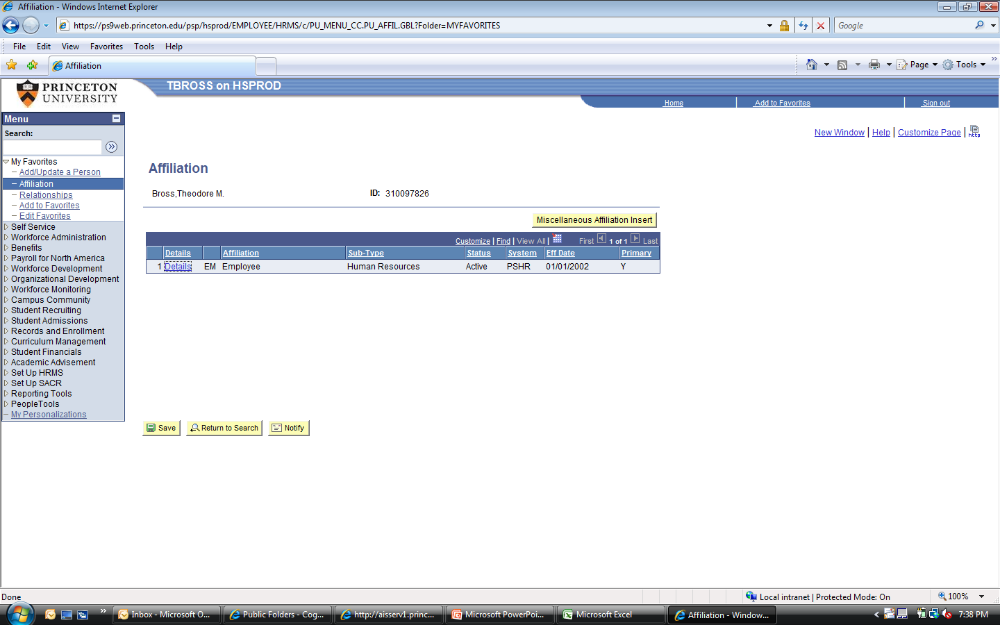 Affiliation - Windows Internet Explorer
https://ps9web.princeton.edu/psp/hsprod/EMPLOYEE/HRMS/c/PU_MENU_CC.PU_AFFIL.GBL?Folder=MYFAVORITES
Google
File Edit View Favorites Tools Help
Affiliation
Page Tools
PRINCETON UNIVERSITY
TBROSS on HSPROD
Home Add to Favorites Sign out
New Window | Help | Customize Page | http
Menu
Search:
My Favorites
Add/Update a Person
Affiliation
Relationships
Add to Favorites
Edit Favorites
Self Service
Workforce Administration
Benefits
Payroll for North America
Workforce Development
Organizational Development
Workforce Monitoring
Campus Community
Student Recruiting
Student Admissions
Records and Enrollment
Curriculum Management
Student Financials
Academic Advisement
Set Up HRMS
Set Up SACR
Reporting Tools
PeopleTools
My Personalizations
Affiliation
Bross,Theodore M. ID: 310097826
Miscellaneous Affiliation Insert
Customize | Find | View All | First 1 of 1 Last
Details Affiliation Sub-Type Status System Eff Date Primary
1 Details EM Employee Human Resources Active PSHR 01/01/2002 Y
Save Return to Search Notify
Done Local intranet | Protected Mode: On 100%
Inbox - Microsoft O... Public Folders - Cog... http://aisserv1.princ... Microsoft PowerPoi... Microsoft Excel Affiliation - Window... 7:38 PM